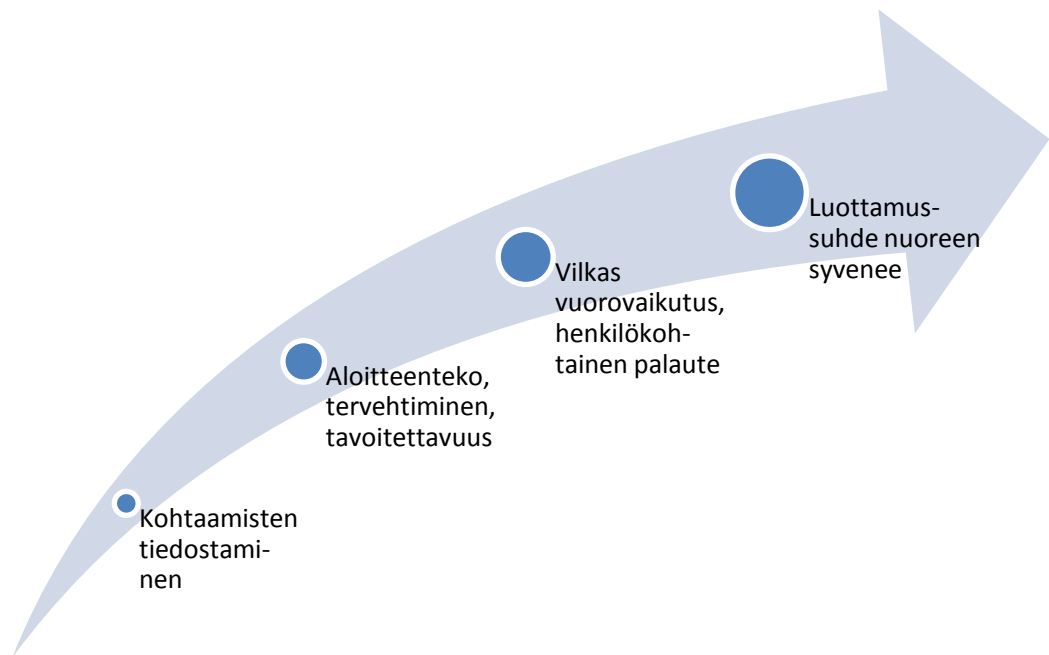 Kohtaamisten
tiedostami-
nen
Aloitteenteko,
tervehtiminen,
tavoitettavuus
Vilkas
vuorovaikutus,
henkilökoh-
tainen palaute
Luottamus-
suhde nuoreen
syvenee